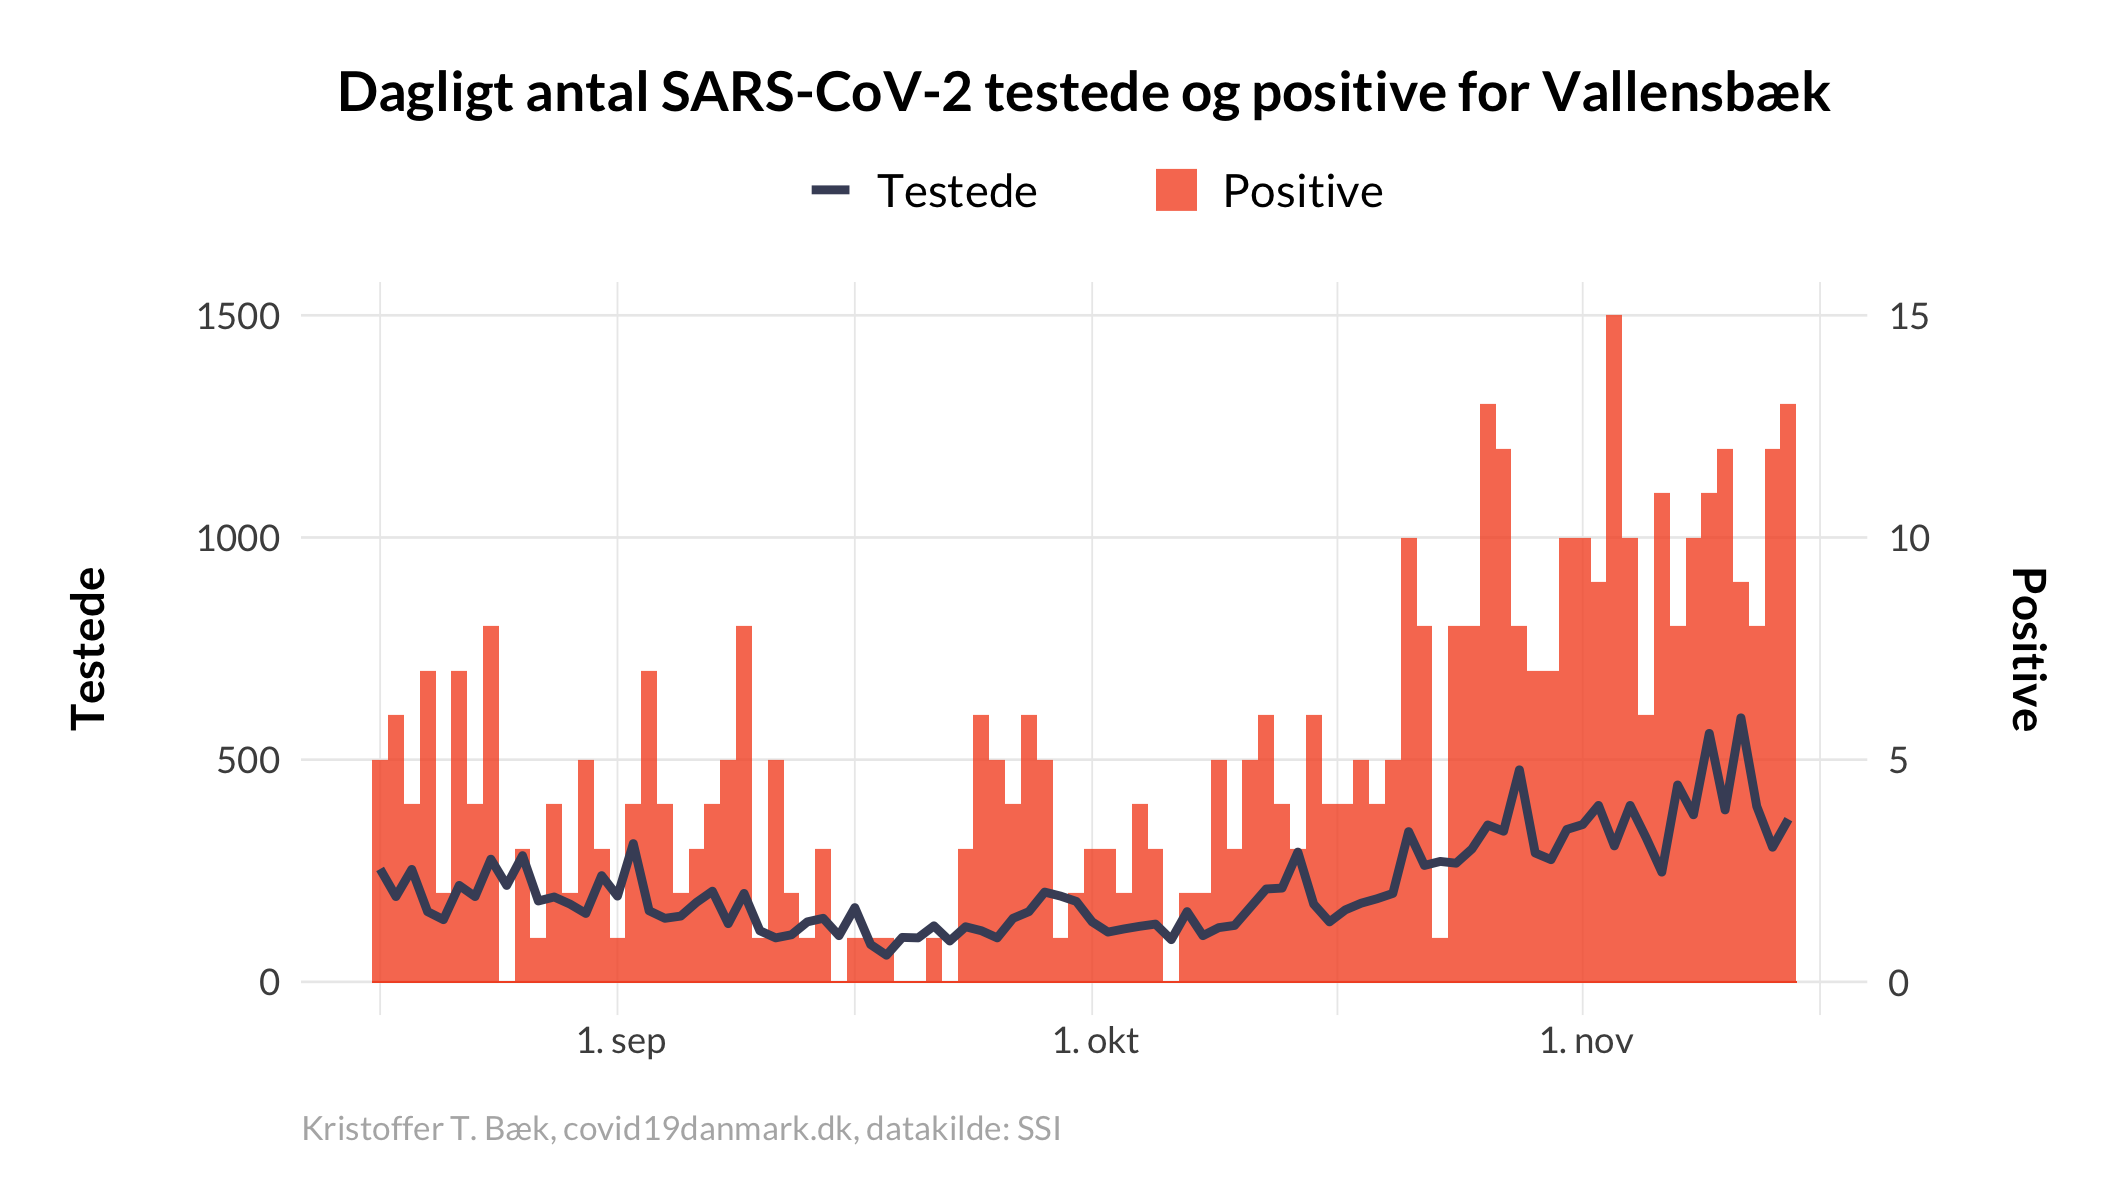 Dagligt antal SARS-CoV-2 testede og positive for Vallensbæk
Testede
Positive
1500
1000
500
0
Testede
15
10
5
0
Positive
1. sep
1. okt
1. nov
Kristoffer T. Bæk, covid19danmark.dk, datakilde: SSI